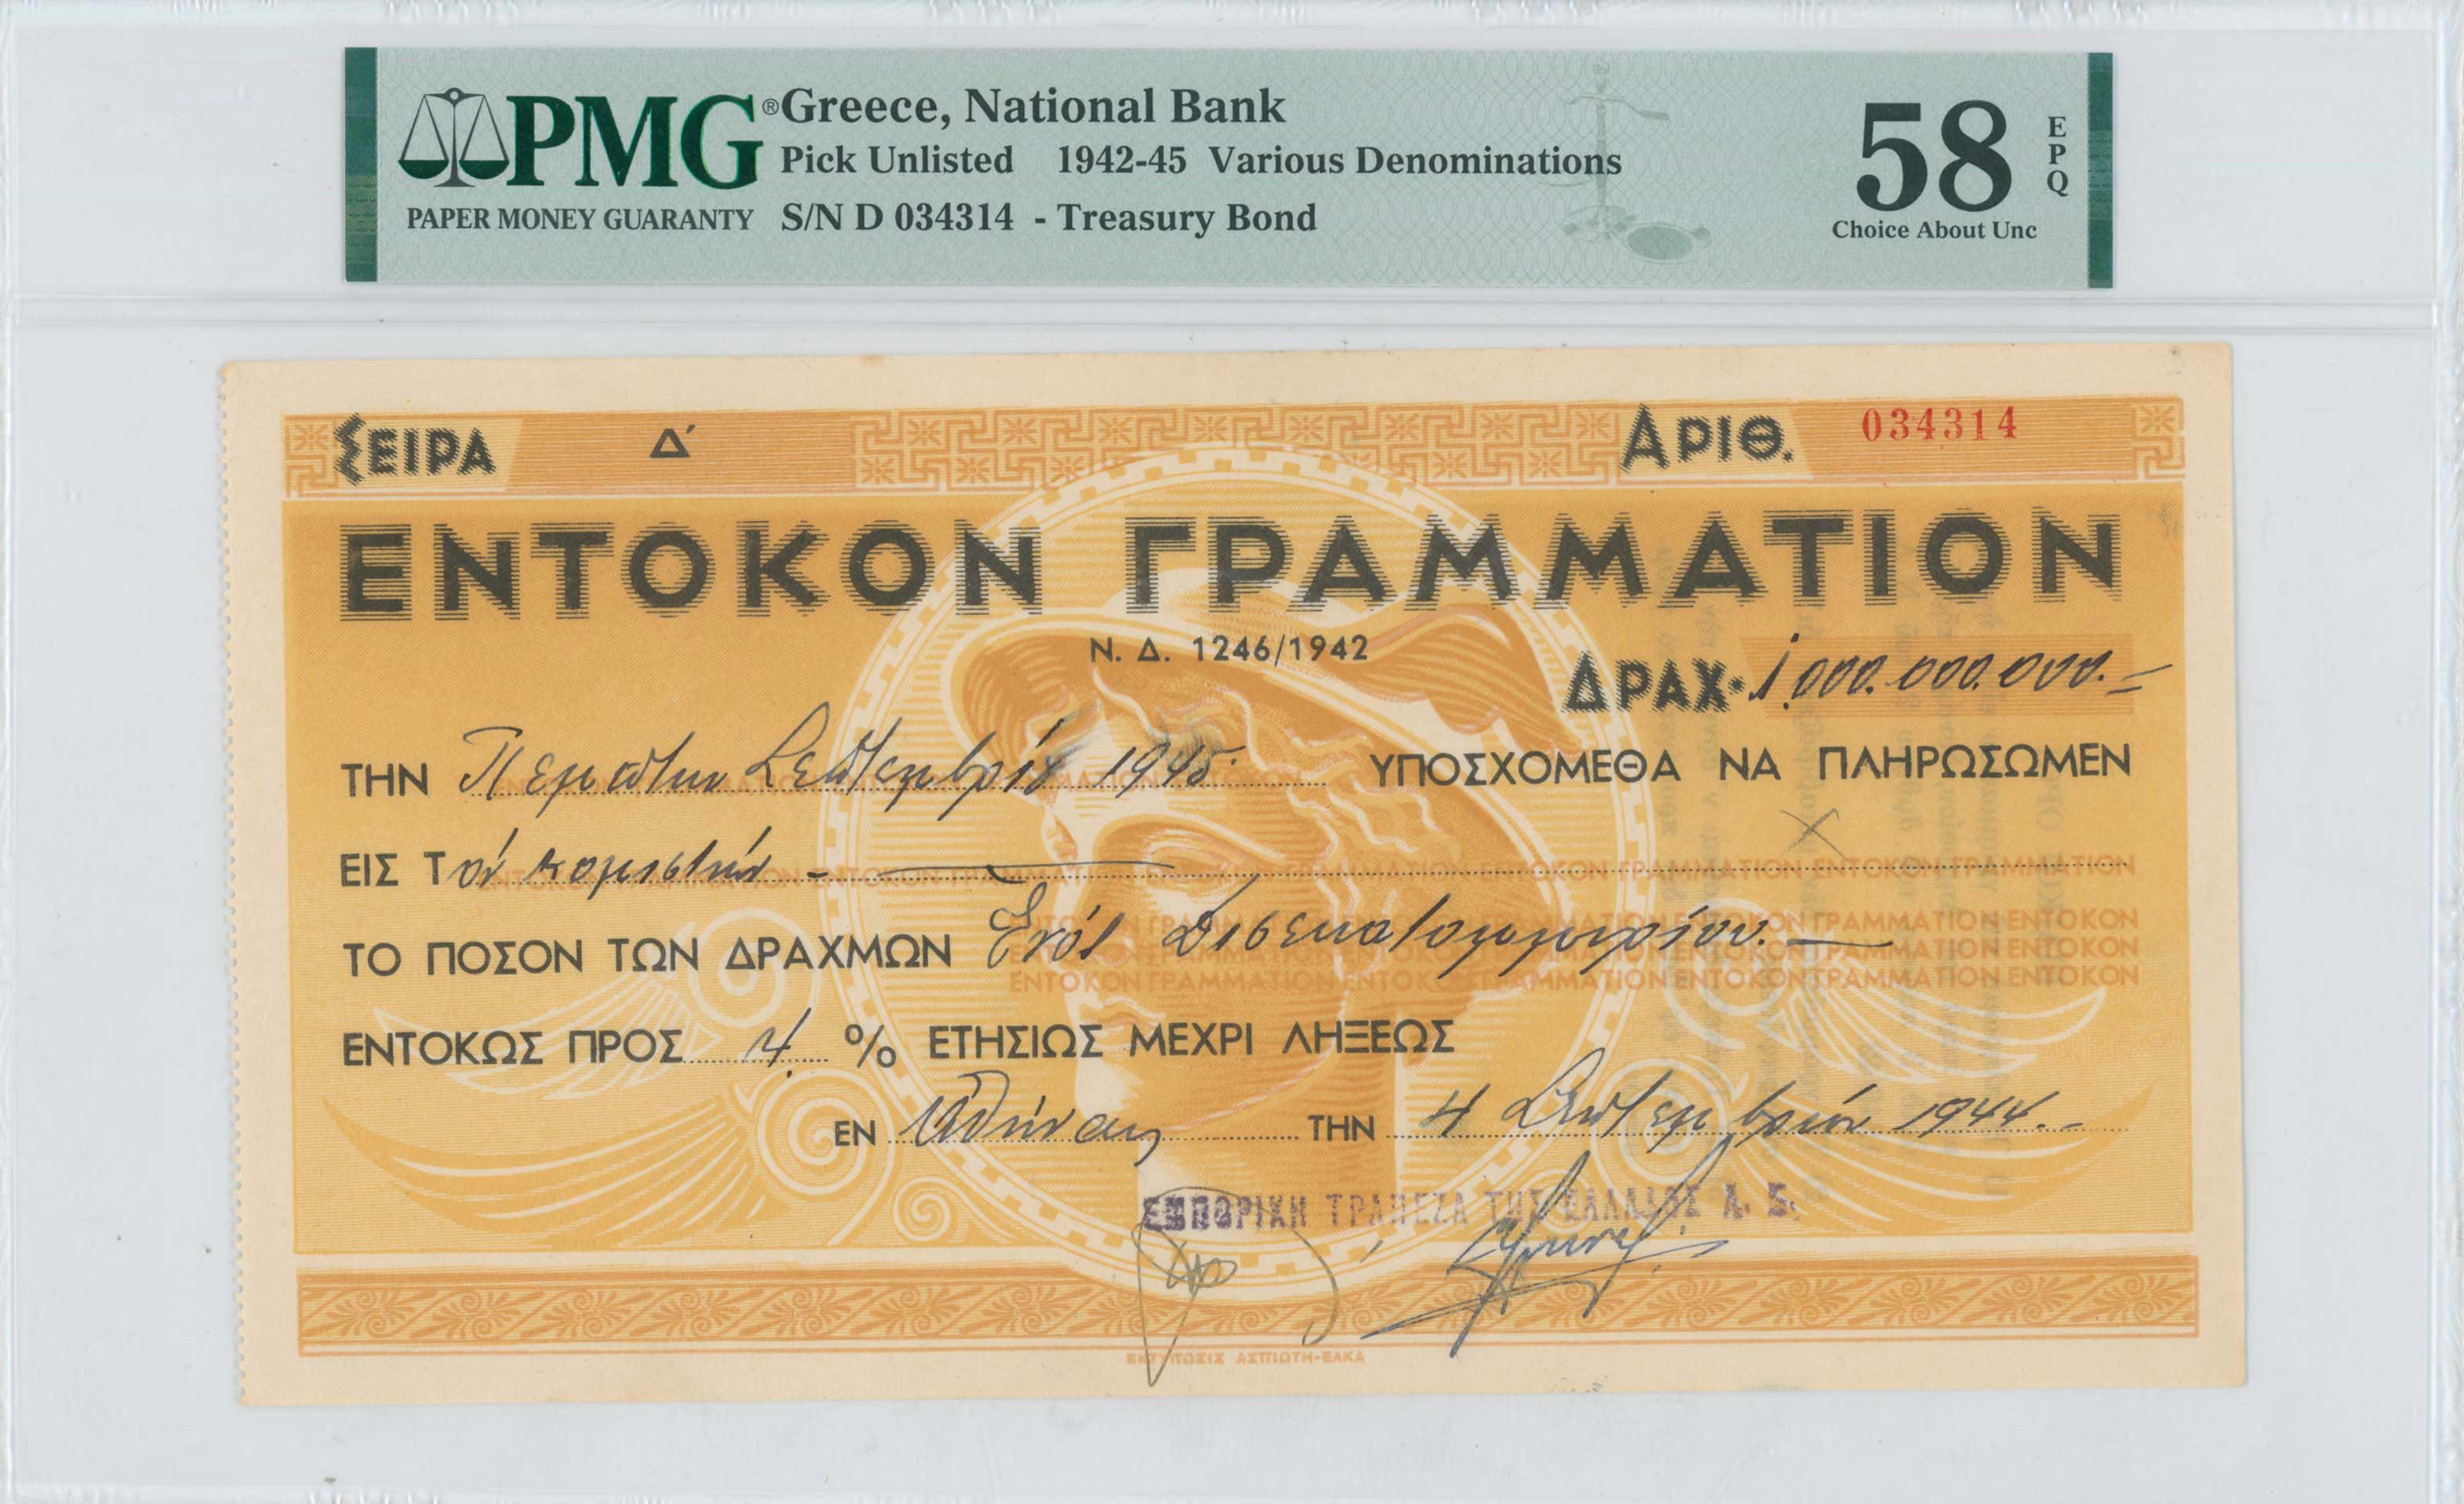 PMG® Greece, National Bank
Pick Unlisted 1942-45 Various Denominations
PAPER MONEY GUARANTY S/N D 034314 - Treasury Bond
58 EPQ
Choice About Unc
ΣΕΙΡΑ Δ΄ ΑΡΙΘ. 034314
ΕΝΤΟΚΟΝ ΓΡΑΜΜΑΤΙΟΝ
Ν. Δ. 1246/1942
ΔΡΑΧ. 1.000.000.000.-
ΤΗΝ Πέμπτην Σεπτεμβρίου 1945 ΥΠΟΣΧΟΜΕΘΑ ΝΑ ΠΛΗΡΩΣΩΜΕΝ
ΕΙΣ Τόν κομιστήν -
ΤΟ ΠΟΣΟΝ ΤΩΝ ΔΡΑΧΜΩΝ Ενός Δισεκατομμυρίου.
ΕΝΤΟΚΩΣ ΠΡΟΣ 4 % ΕΤΗΣΙΩΣ ΜΕΧΡΙ ΛΗΞΕΩΣ
ΕΝ Αθήναις ΤΗΝ 4 Σεπτεμβρίου 1944.-
ΕΜΠΟΡΙΚΗ ΤΡΑΠΕΖΑ ΤΗΣ ΕΛΛΑΔΟΣ Α. Ε.
ΕΚΤΥΠΩΣΙΣ ΑΣΠΙΩΤΗ-ΕΛΚΑ